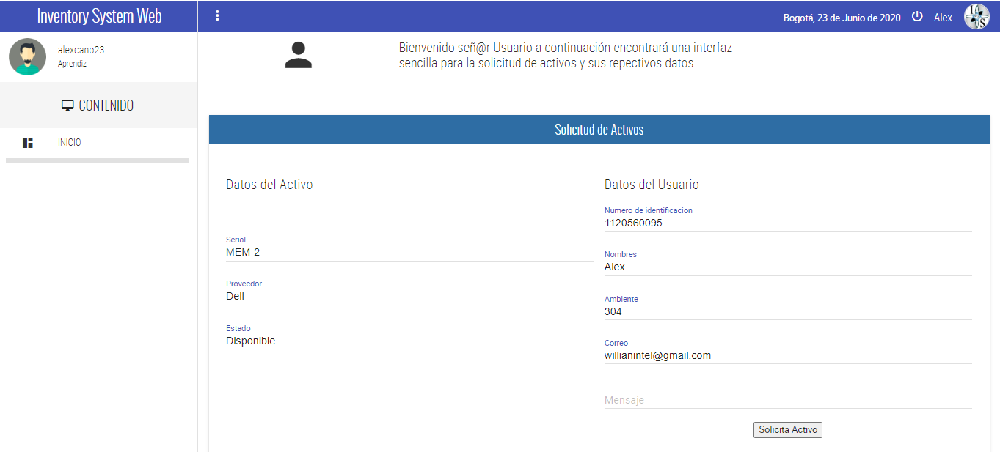 Inventory System Web
Bogotá, 23 de Junio de 2020
Alex
alexcano23
Aprendiz
CONTENIDO
INICIO
Bienvenido señ@r Usuario a continuación encontrará una interfaz
sencilla para la solicitud de activos y sus repectivos datos.
Solicitud de Activos
Datos del Activo
Serial
MEM-2
Proveedor
Dell
Estado
Disponible
Datos del Usuario
Numero de identificacion
1120560095
Nombres
Alex
Ambiente
304
Correo
willianintel@gmail.com
Mensaje
Solicita Activo